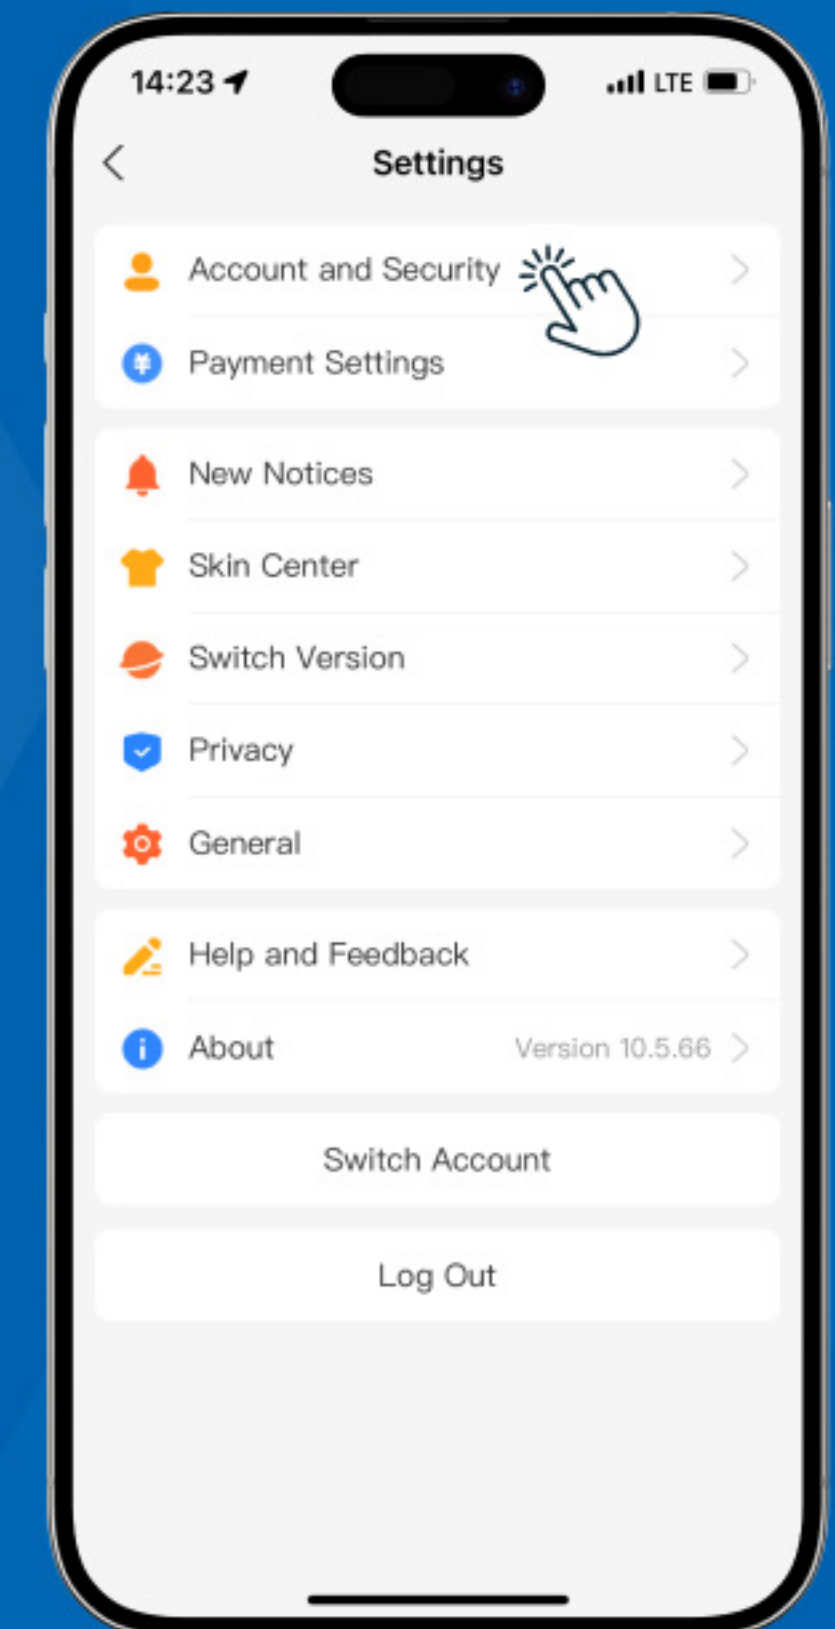 14:23
LTE
Settings
Account and Security
Payment Settings
New Notices
Skin Center
Switch Version
Privacy
General
Help and Feedback
About Version 10.5.66
Switch Account
Log Out